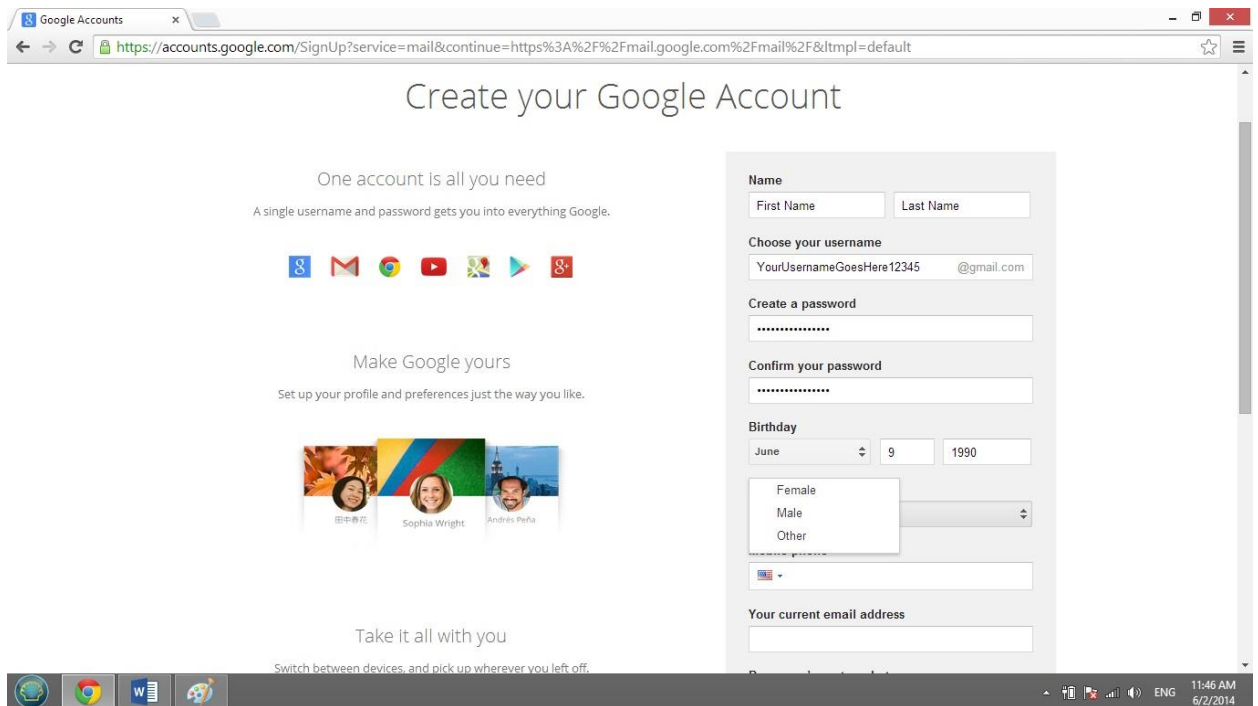 Google Accounts
https://accounts.google.com/SignUp?service=mail&continue=https%3A%2F%2Fmail.google.com%2Fmail%2F&ltmpl=default
Create your Google Account
One account is all you need
A single username and password gets you into everything Google.
Make Google yours
Set up your profile and preferences just the way you like.
田中春花
Sophia Wright
Andrés Peña
Take it all with you
Switch between devices, and pick up wherever you left off.
Name
First Name Last Name
Choose your username
YourUsernameGoesHere12345 @gmail.com
Create a password
Confirm your password
Birthday
June 9 1990
Female
Male
Other
Mobile phone
Your current email address
ENG
11:46 AM
6/2/2014